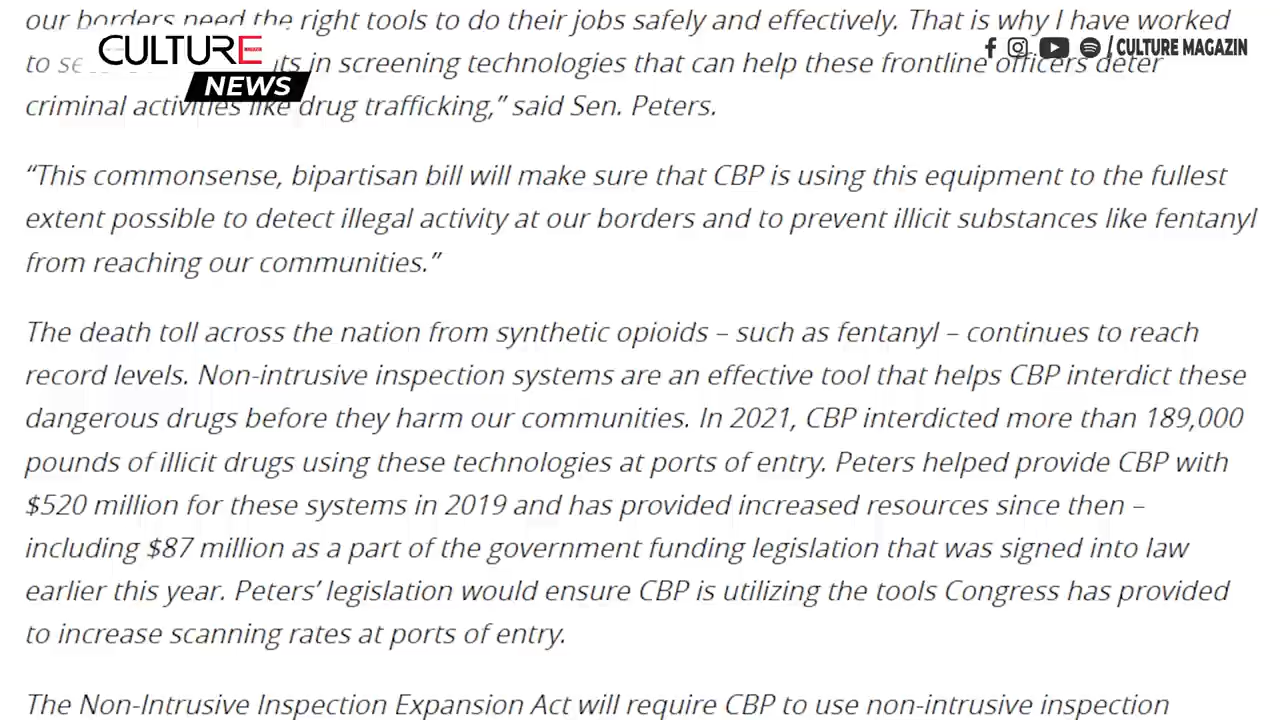 our borders need the right tools to do their jobs safely and effectively. That is why I have worked
CULTURE
/ CULTURE MAGAZIN
to in screening technologies that can help these frontline officers deter
NEWS
criminal activities like drug trafficking,” said Sen. Peters.
“This commonsense, bipartisan bill will make sure that CBP is using this equipment to the fullest
extent possible to detect illegal activity at our borders and to prevent illicit substances like fentanyl
from reaching our communities.”
The death toll across the nation from synthetic opioids – such as fentanyl – continues to reach
record levels. Non-intrusive inspection systems are an effective tool that helps CBP interdict these
dangerous drugs before they harm our communities. In 2021, CBP interdicted more than 189,000
pounds of illicit drugs using these technologies at ports of entry. Peters helped provide CBP with
$520 million for these systems in 2019 and has provided increased resources since then –
including $87 million as a part of the government funding legislation that was signed into law
earlier this year. Peters’ legislation would ensure CBP is utilizing the tools Congress has provided
to increase scanning rates at ports of entry.
The Non-Intrusive Inspection Expansion Act will require CBP to use non-intrusive inspection